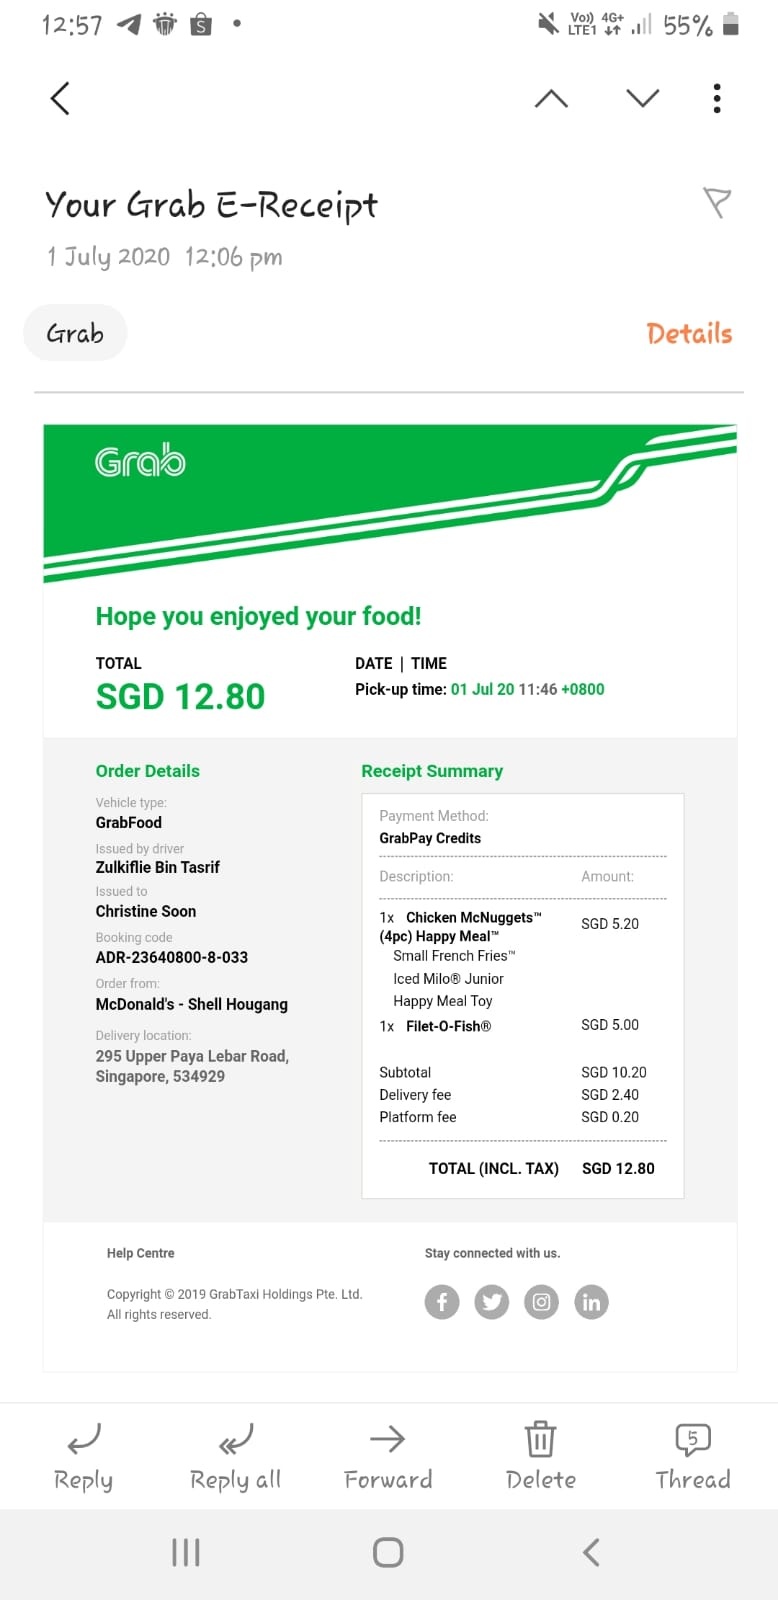 12:57
Vo)) 4G+
LTE1
55%
Your Grab E-Receipt
1 July 2020 12:06 pm
Grab
Details
Grab
Hope you enjoyed your food!
TOTAL
SGD 12.80
DATE | TIME
Pick-up time: 01 Jul 20 11:46 +0800
Order Details
Vehicle type:
GrabFood
Issued by driver
Zulkiflie Bin Tasrif
Issued to
Christine Soon
Booking code
ADR-23640800-8-033
Order from:
McDonald's - Shell Hougang
Delivery location:
295 Upper Paya Lebar Road,
Singapore, 534929
Receipt Summary
Payment Method:
GrabPay Credits
Description: Amount:
1x Chicken McNuggets™ SGD 5.20
(4pc) Happy Meal™
Small French Fries™
Iced Milo® Junior
Happy Meal Toy
1x Filet-O-Fish® SGD 5.00
Subtotal SGD 10.20
Delivery fee SGD 2.40
Platform fee SGD 0.20
TOTAL (INCL. TAX) SGD 12.80
Help Centre
Copyright © 2019 GrabTaxi Holdings Pte. Ltd.
All rights reserved.
Stay connected with us.
Reply
Reply all
Forward
Delete
5
Thread